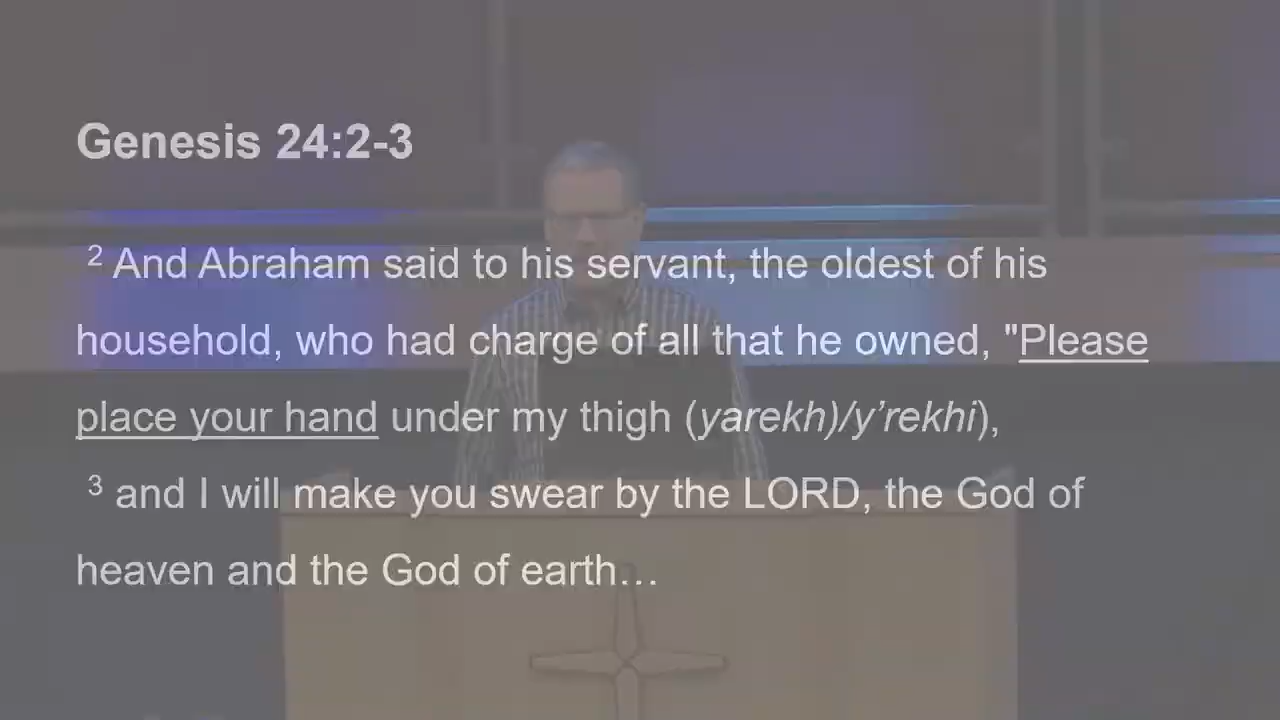 Genesis 24:2-3
2 And Abraham said to his servant, the oldest of his
household, who had charge of all that he owned, "Please
place your hand under my thigh (yarekh)/y’rekhi),
3 and I will make you swear by the LORD, the God of
heaven and the God of earth…